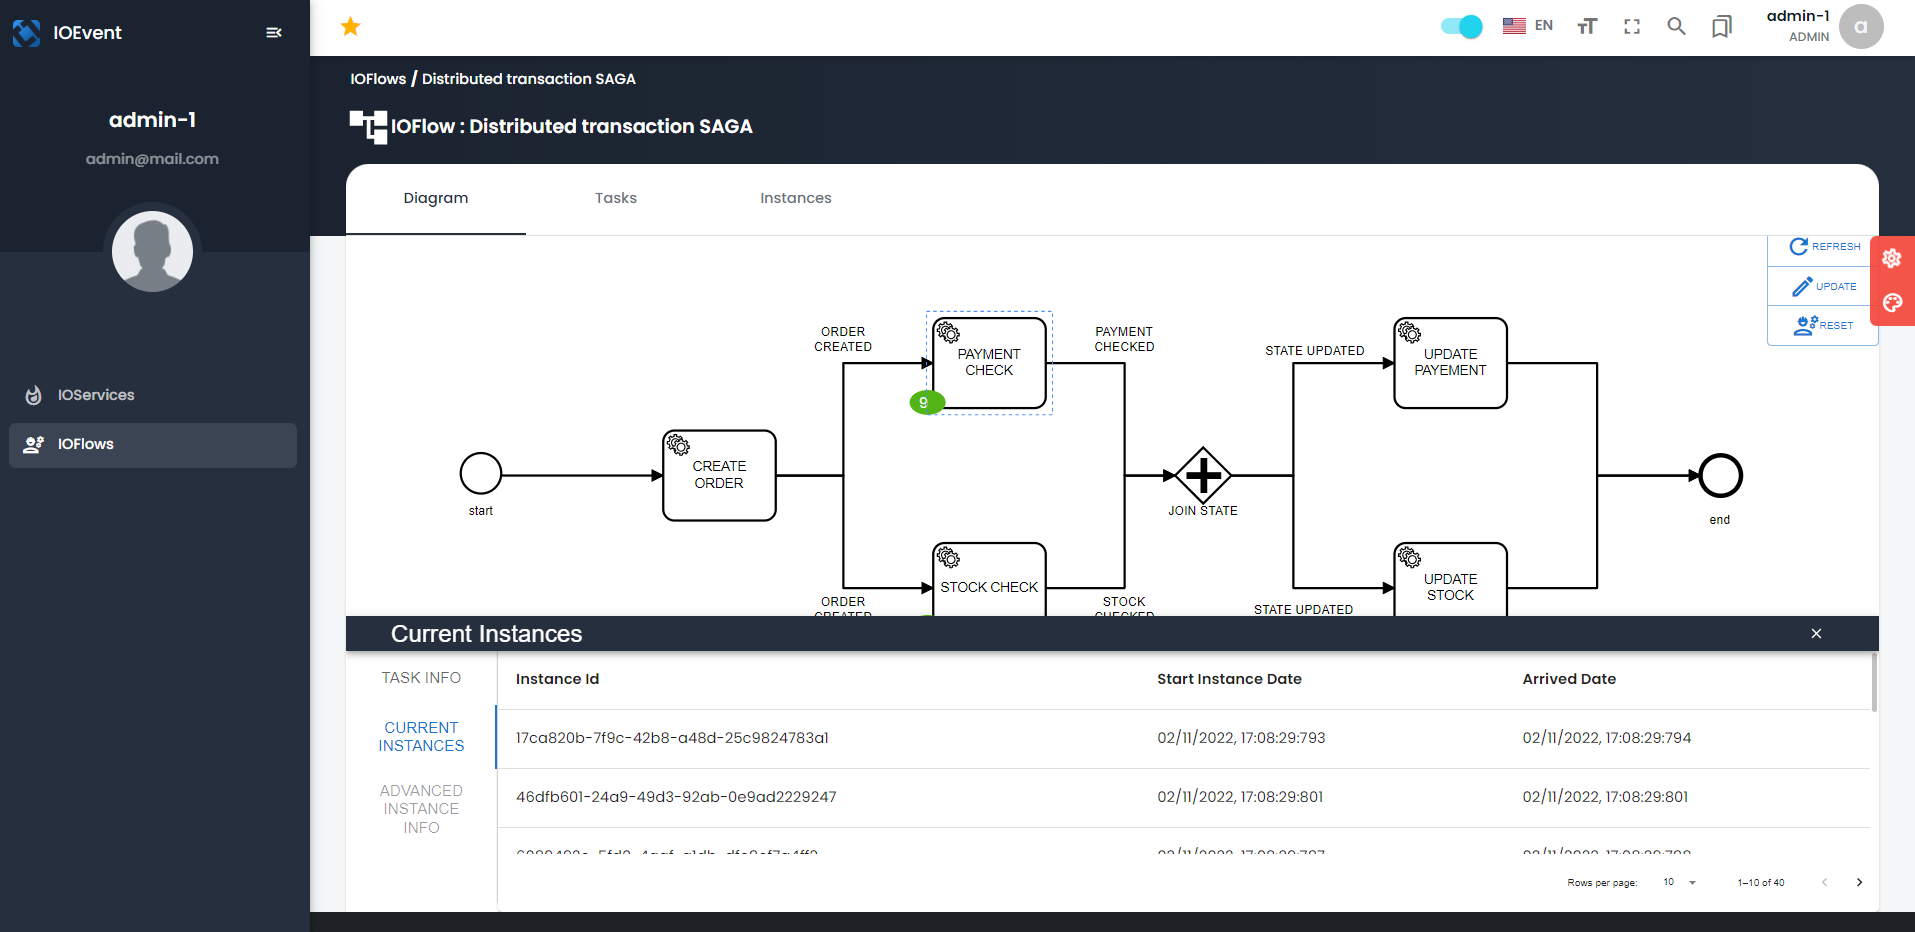 IOEvent
admin-1
admin@mail.com
IOServices
IOFlows
EN
admin-1
ADMIN
a
IOFlows / Distributed transaction SAGA
IOFlow : Distributed transaction SAGA
Diagram
Tasks
Instances
REFRESH
UPDATE
RESET
ORDER
CREATED
PAYMENT
CHECK
9
PAYMENT
CHECKED
STATE UPDATED
UPDATE
PAYEMENT
start
CREATE
ORDER
JOIN STATE
end
ORDER
CREATED
STOCK CHECK
STOCK
CHECKED
STATE UPDATED
UPDATE
STOCK
Current Instances
TASK INFO
CURRENT
INSTANCES
ADVANCED
INSTANCE
INFO
Instance Id
Start Instance Date
Arrived Date
17ca820b-7f9c-42b8-a48d-25c9824783a1
02/11/2022, 17:08:29:793
02/11/2022, 17:08:29:794
46dfb601-24a9-49d3-92ab-0e9ad2229247
02/11/2022, 17:08:29:801
02/11/2022, 17:08:29:801
Rows per page:
10
1–10 of 40